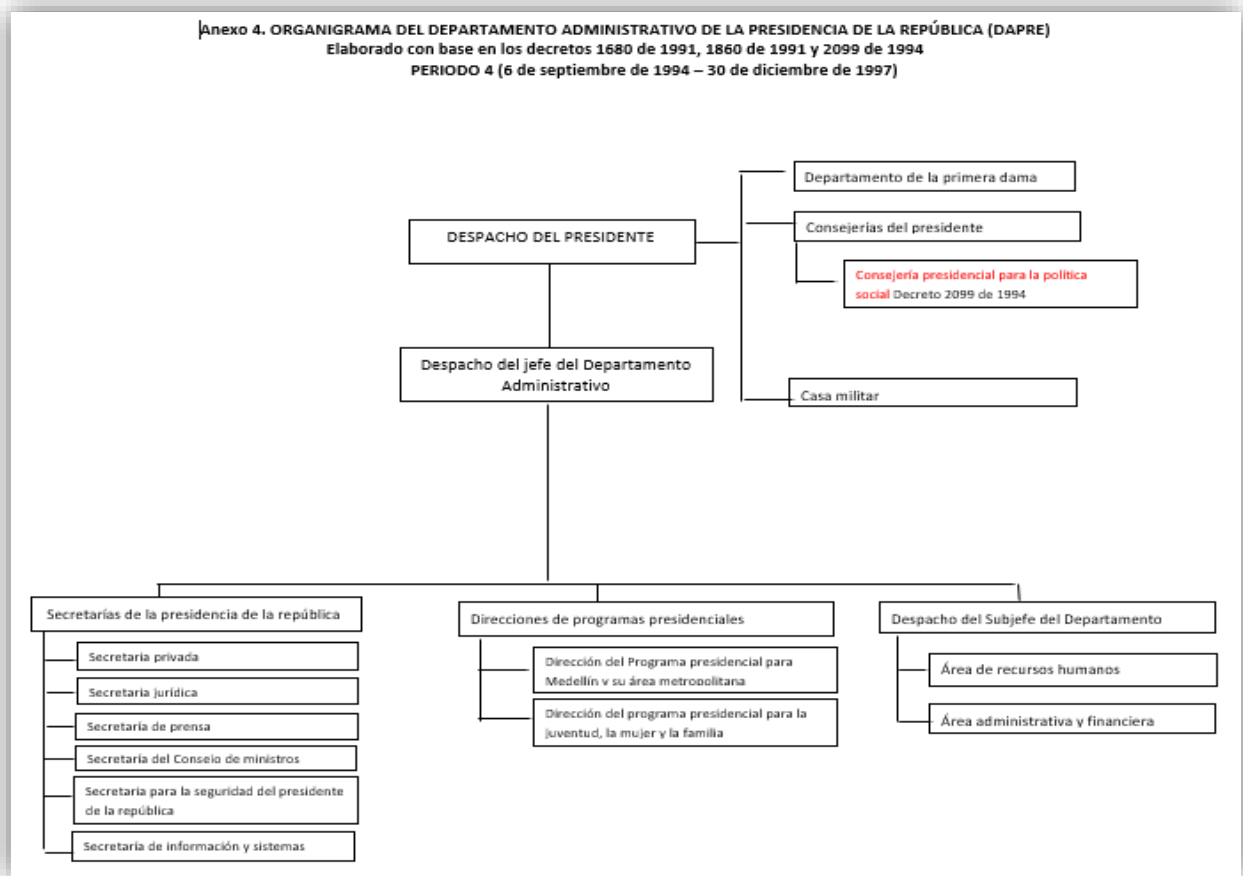 Anexo 4. ORGANIGRAMA DEL DEPARTAMENTO ADMINISTRATIVO DE LA PRESIDENCIA DE LA REPÚBLICA (DAPRE)
Elaborado con base en los decretos 1680 de 1991, 1860 de 1991 y 2099 de 1994
PERIODO 4 (6 de septiembre de 1994 – 30 de diciembre de 1997)
DESPACHO DEL PRESIDENTE
Departamento de la primera dama
Consejerías del presidente
Consejería presidencial para la política
social Decreto 2099 de 1994
Casa militar
Despacho del jefe del Departamento
Administrativo
Secretarías de la presidencia de la república
Secretaria privada
Secretaria jurídica
Secretaría de prensa
Secretaría del Consejo de ministros
Secretaria para la seguridad del presidente
de la república
Secretaría de información y sistemas
Direcciones de programas presidenciales
Dirección del Programa presidencial para
Medellín y su área metropolitana
Dirección del programa presidencial para la
juventud, la mujer y la familia
Despacho del Subjefe del Departamento
Área de recursos humanos
Área administrativa y financiera